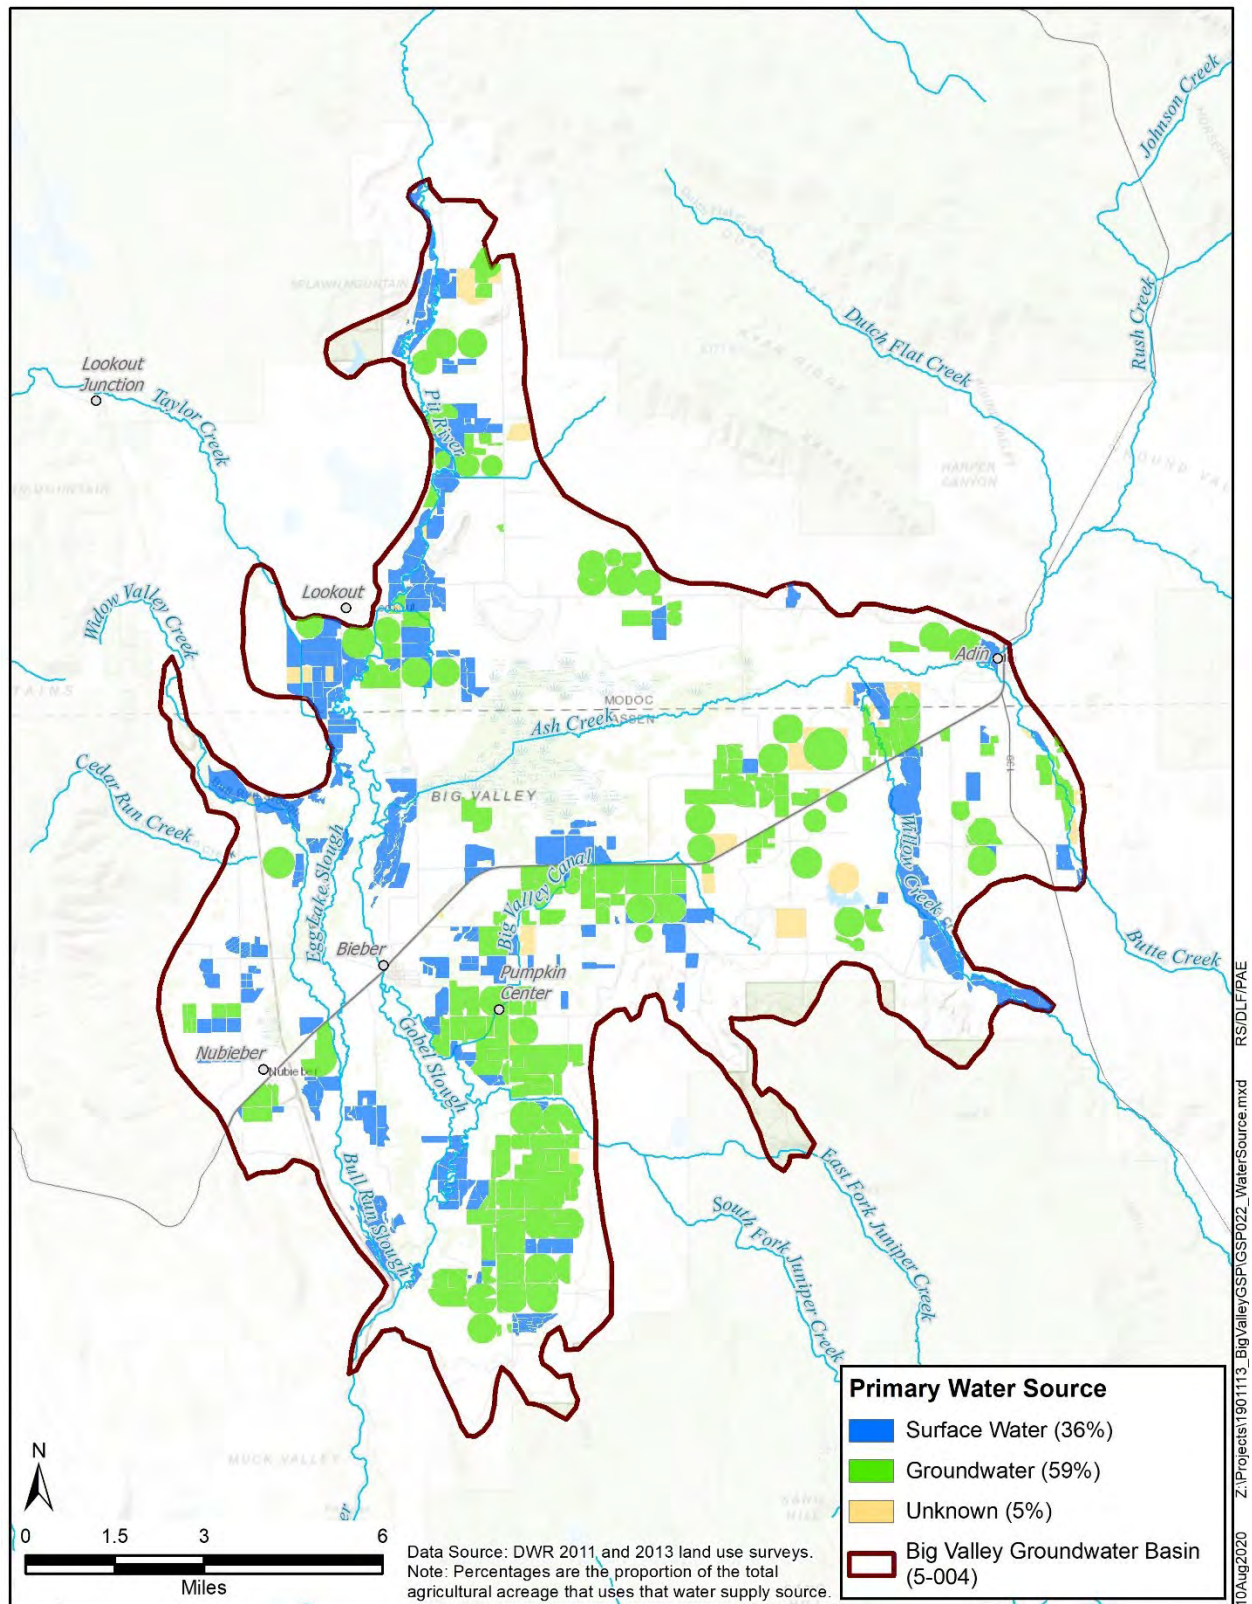 Johnson Creek
Dutch Flat Creek
Rush Creek
SPLAWN MOUNTAIN
Lookout
Junction
Taylor Creek
Pit River
HARPER
CANYON
Widow Valley Creek
Lookout
Adin
MODOC
LASSEN
Ash Creek
Cedar Run Creek
BIG VALLEY
139
Egg Lake Slough
Big Valley Canal
Willow Creek
Bieber
Pumpkin
Center
Butte Creek
Gobel Slough
Nubieber
Nubieber
Bull Run Slough
East Fork Juniper Creek
South Fork Juniper Creek
MUCK VALLEY
N
0 1.5 3 6
Miles
Data Source: DWR 2011 and 2013 land use surveys.
Note: Percentages are the proportion of the total
agricultural acreage that uses that water supply source.
Primary Water Source
Surface Water (36%)
Groundwater (59%)
Unknown (5%)
Big Valley Groundwater Basin
(5-004)
10Aug2020 Z:\Projects\1901113_BigValleyGSP\GSP022_WaterSource.mxd RS/DLF/PAE